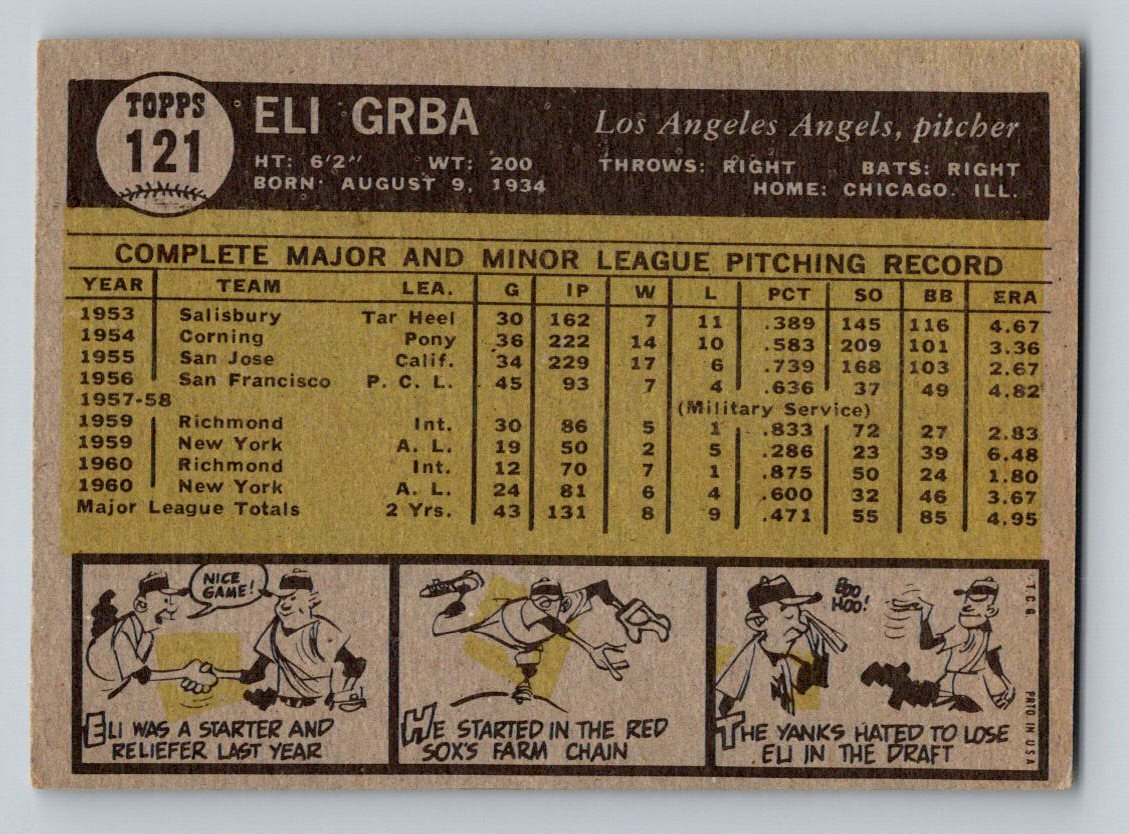 TOPPS
121
ELI GRBA
Los Angeles Angels, pitcher
HT: 6'2" WT: 200 THROWS: RIGHT BATS: RIGHT
BORN: AUGUST 9, 1934 HOME: CHICAGO, ILL.
COMPLETE MAJOR AND MINOR LEAGUE PITCHING RECORD
YEAR TEAM LEA. G IP W L PCT SO BB ERA
1953 Salisbury Tar Heel 30 162 7 11 .389 145 116 4.67
1954 Corning Pony 36 222 14 10 .583 209 101 3.36
1955 San Jose Calif. 34 229 17 6 .739 168 103 2.67
1956 San Francisco P. C. L. 45 93 7 4 .636 37 49 4.82
1957-58 (Military Service)
1959 Richmond Int. 30 86 5 1 .833 72 27 2.83
1959 New York A. L. 19 50 2 5 .286 23 39 6.48
1960 Richmond Int. 12 70 7 1 .875 50 24 1.80
1960 New York A. L. 24 81 6 4 .600 32 46 3.67
Major League Totals 2 Yrs. 43 131 8 9 .471 55 85 4.95
NICE
GAME!
ELI WAS A STARTER AND
RELIEFER LAST YEAR
HE STARTED IN THE RED
SOX'S FARM CHAIN
BOO
HOO!
THE YANKS HATED TO LOSE
ELI IN THE DRAFT
T.C.G.
PRTD IN USA